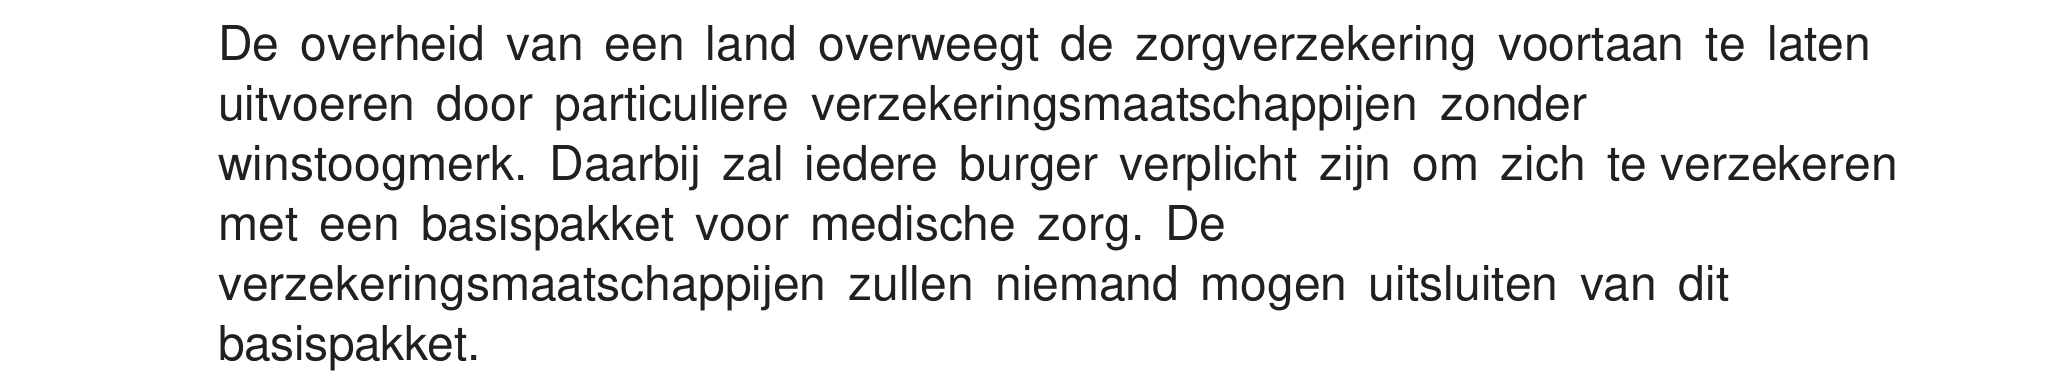 De overheid van een land overweegt de zorgverzekering voortaan te laten
uitvoeren door particuliere verzekeringsmaatschappijen zonder
winstoogmerk. Daarbij zal iedere burger verplicht zijn om zich te verzekeren
met een basispakket voor medische zorg. De
verzekeringsmaatschappijen zullen niemand mogen uitsluiten van dit
basispakket.